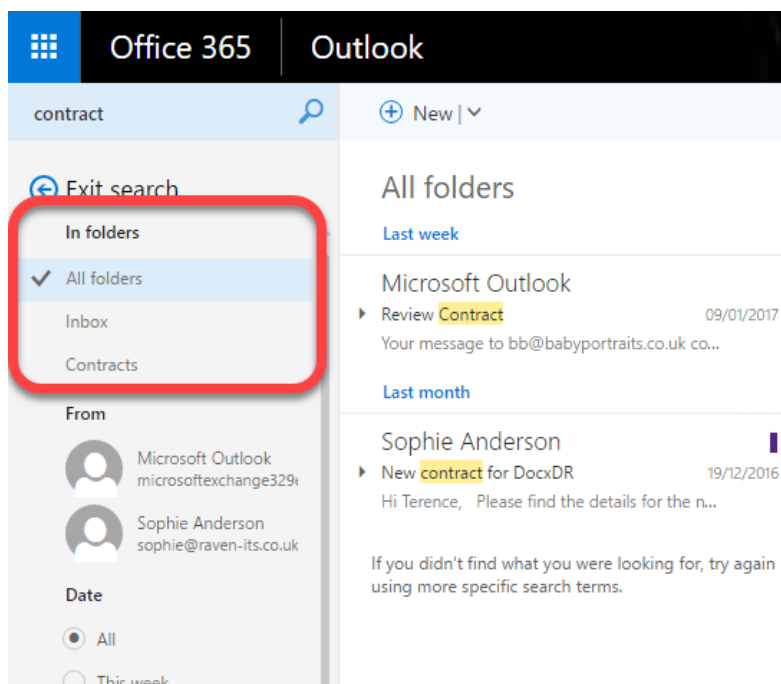 Office 365
Outlook
contract
New
Exit search
In folders
All folders
Inbox
Contracts
From
Microsoft Outlook
microsoftexchange329e
Sophie Anderson
sophie@raven-its.co.uk
Date
All
This week
All folders
Last week
Microsoft Outlook
Review Contract 09/01/2017
Your message to bb@babyportraits.co.uk co...
Last month
Sophie Anderson
New contract for DocxDR 19/12/2016
Hi Terence, Please find the details for the n...
If you didn't find what you were looking for, try again
using more specific search terms.